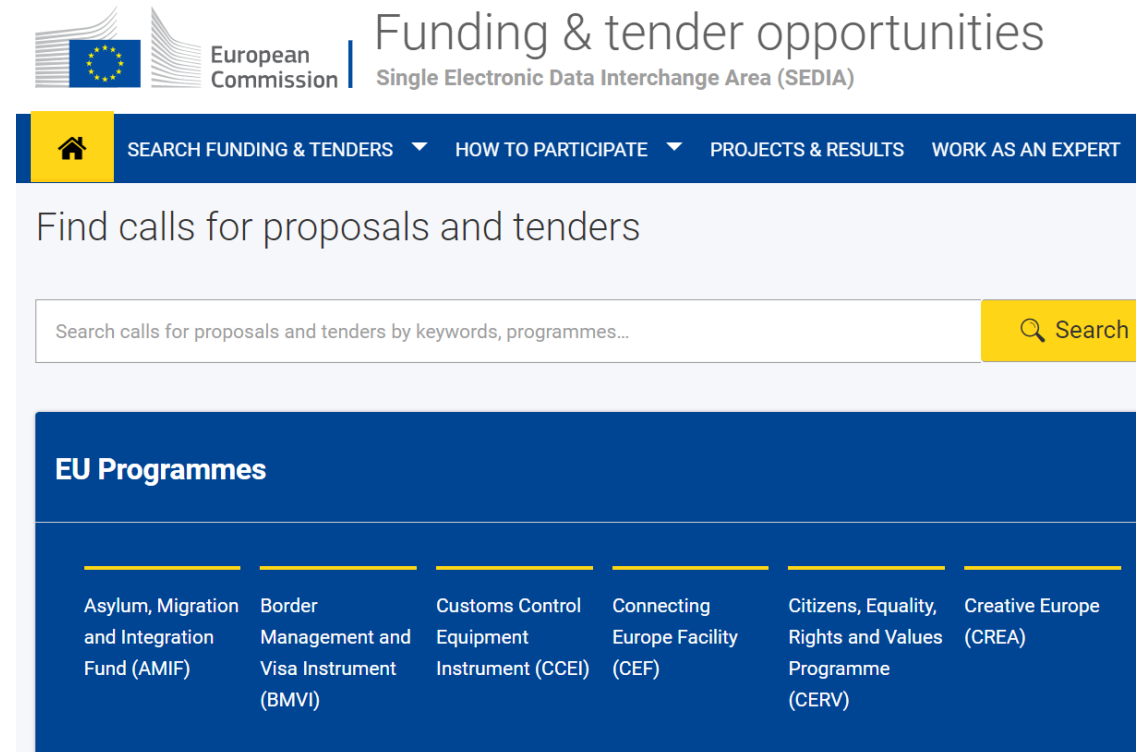 Funding & tender opportunities
European
Commission
Single Electronic Data Interchange Area (SEDIA)
SEARCH FUNDING & TENDERS HOW TO PARTICIPATE PROJECTS & RESULTS WORK AS AN EXPERT
Find calls for proposals and tenders
Search calls for proposals and tenders by keywords, programmes...
Search
EU Programmes
Asylum, Migration
and Integration
Fund (AMIF)
Border
Management and
Visa Instrument
(BMVI)
Customs Control
Equipment
Instrument (CCEI)
Connecting
Europe Facility
(CEF)
Citizens, Equality,
Rights and Values
Programme
(CERV)
Creative Europe
(CREA)